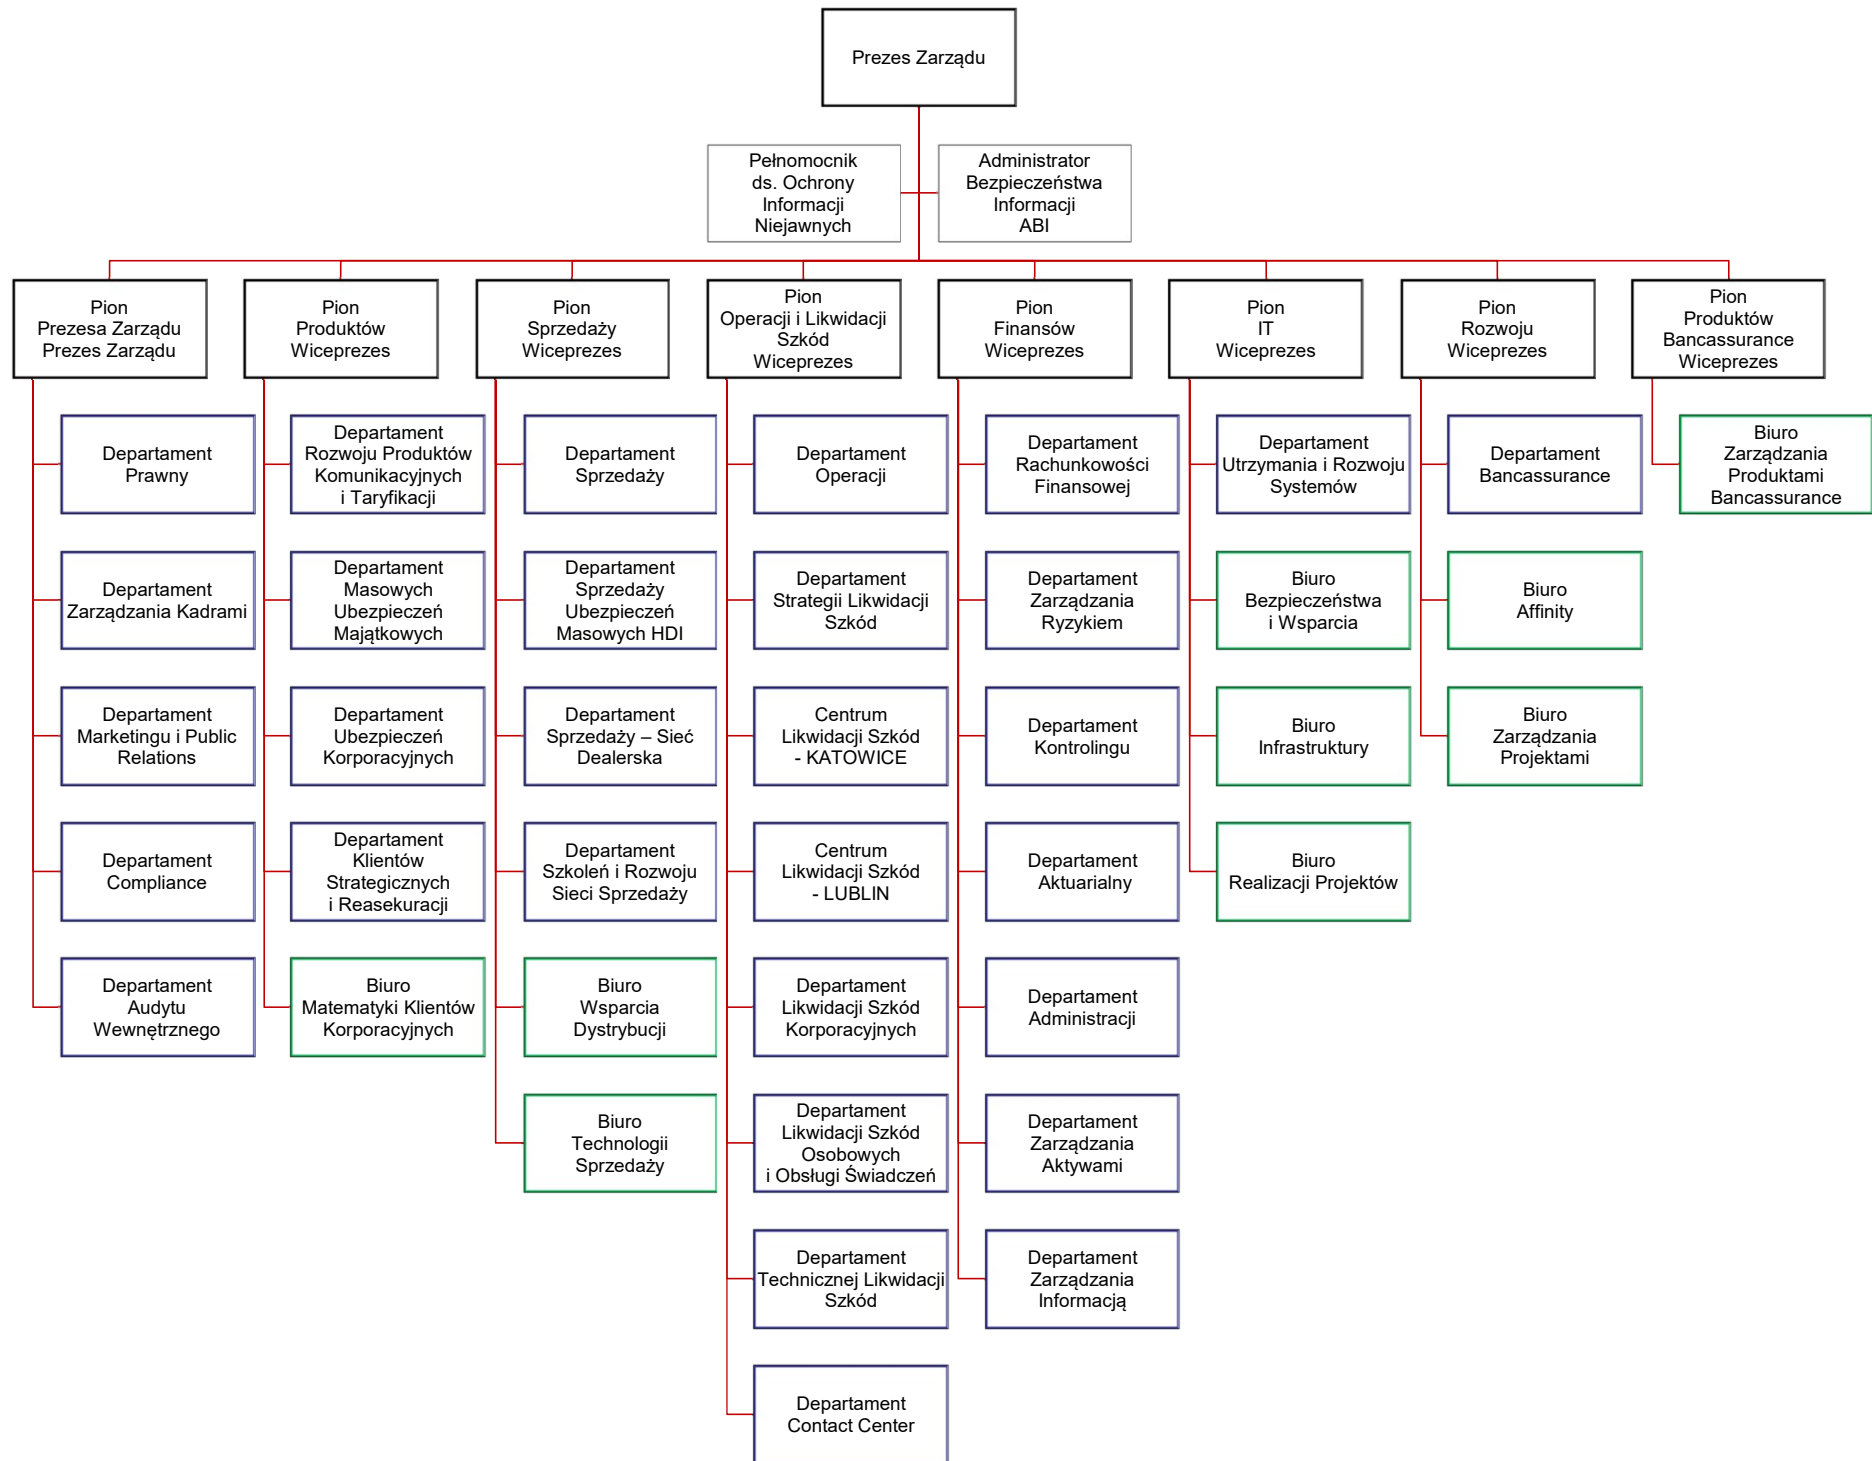 Prezes Zarządu
Pełnomocnik
ds. Ochrony
Informacji
Niejawnych
Administrator
Bezpieczeństwa
Informacji
ABI
Pion
Prezesa Zarządu
Prezes Zarządu
Pion
Produktów
Wiceprezes
Pion
Sprzedaży
Wiceprezes
Pion
Operacji i Likwidacji
Szkód
Wiceprezes
Pion
Finansów
Wiceprezes
Pion
IT
Wiceprezes
Pion
Rozwoju
Wiceprezes
Pion
Produktów
Bancassurance
Wiceprezes
Departament
Prawny
Departament
Rozwoju Produktów
Komunikacyjnych
i Taryfikacji
Departament
Sprzedaży
Departament
Operacji
Departament
Rachunkowości
Finansowej
Departament
Utrzymania i Rozwoju
Systemów
Departament
Bancassurance
Biuro
Zarządzania
Produktami
Bancassurance
Departament
Zarządzania Kadrami
Departament
Masowych
Ubezpieczeń
Majątkowych
Departament
Sprzedaży
Ubezpieczeń
Masowych HDI
Departament
Strategii Likwidacji
Szkód
Departament
Zarządzania
Ryzykiem
Biuro
Bezpieczeństwa
i Wsparcia
Biuro
Affinity
Departament
Marketingu i Public
Relations
Departament
Ubezpieczeń
Korporacyjnych
Departament
Sprzedaży – Sieć
Dealerska
Centrum
Likwidacji Szkód
- KATOWICE
Departament
Kontrolingu
Biuro
Infrastruktury
Biuro
Zarządzania
Projektami
Departament
Compliance
Departament
Klientów
Strategicznych
i Reasekuracji
Departament
Szkoleń i Rozwoju
Sieci Sprzedaży
Centrum
Likwidacji Szkód
- LUBLIN
Departament
Aktuarialny
Biuro
Realizacji Projektów
Departament
Audytu
Wewnętrznego
Biuro
Matematyki Klientów
Korporacyjnych
Biuro
Wsparcia
Dystrybucji
Departament
Likwidacji Szkód
Korporacyjnych
Departament
Administracji
Biuro
Technologii
Sprzedaży
Departament
Likwidacji Szkód
Osobowych
i Obsługi Świadczeń
Departament
Zarządzania
Aktywami
Departament
Technicznej Likwidacji
Szkód
Departament
Zarządzania
Informacją
Departament
Contact Center